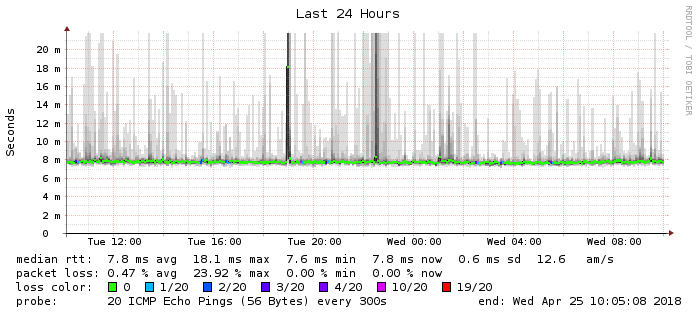 Last 24 Hours
RRDTOOL / TOBI OETIKER
Seconds
20 m
18 m
16 m
14 m
12 m
10 m
8 m
6 m
4 m
2 m
0
Tue 12:00 Tue 16:00 Tue 20:00 Wed 00:00 Wed 04:00 Wed 08:00
median rtt: 7.8 ms avg 18.1 ms max 7.6 ms min 7.8 ms now 0.6 ms sd 12.6 am/s
packet loss: 0.47 % avg 23.92 % max 0.00 % min 0.00 % now
loss color: 0 1/20 2/20 3/20 4/20 10/20 19/20
probe: 20 ICMP Echo Pings (56 Bytes) every 300s end: Wed Apr 25 10:05:08 2018